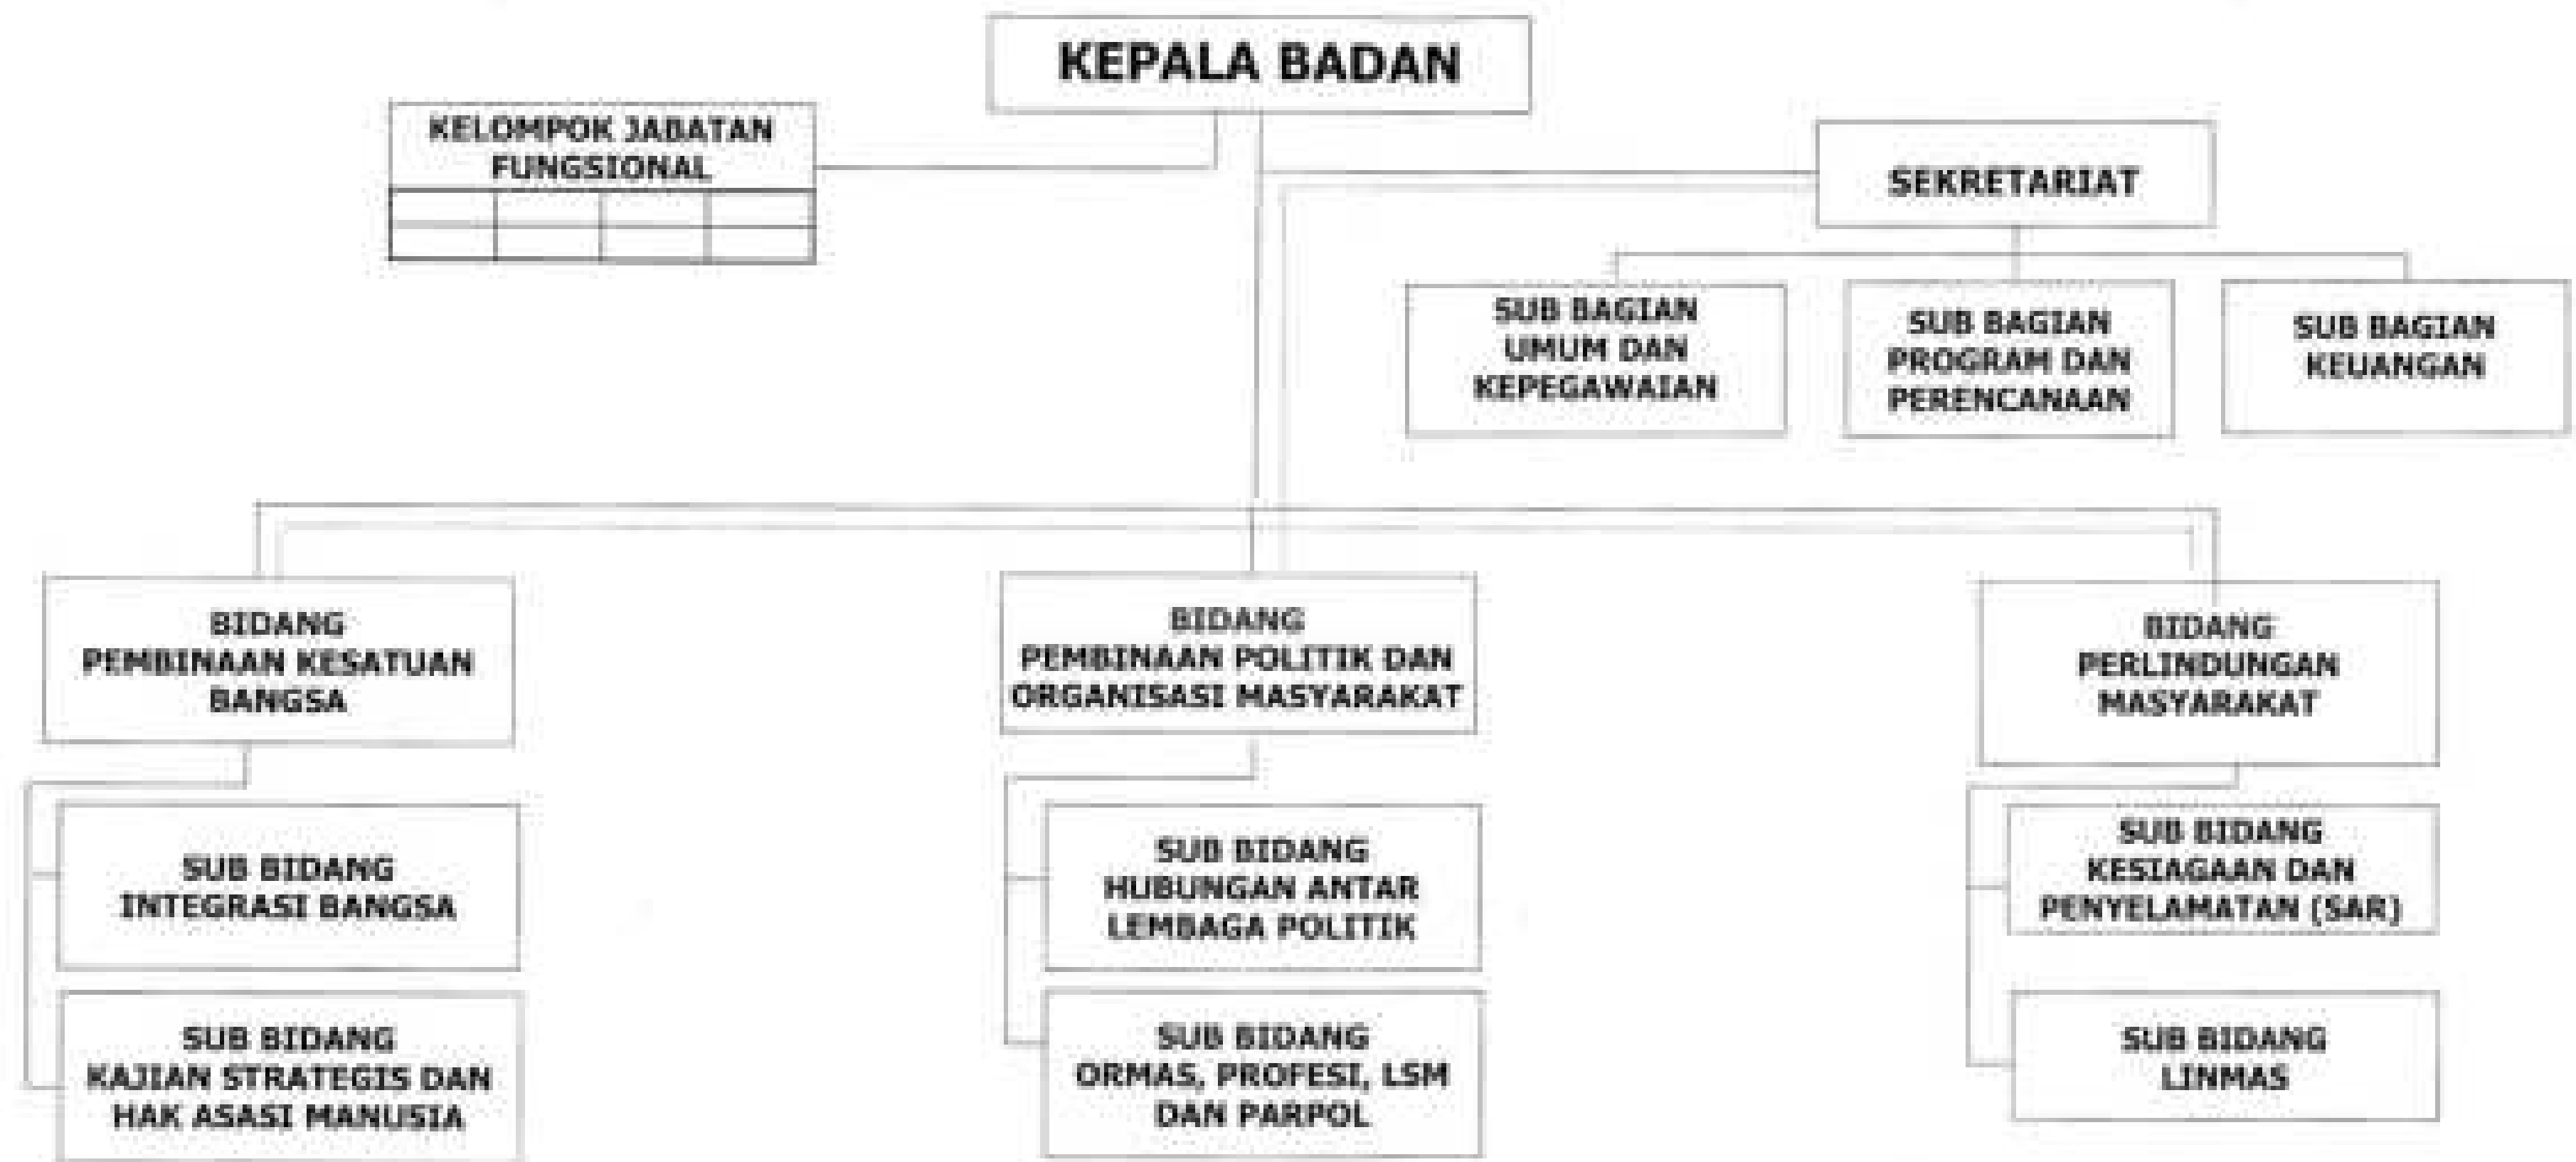 KEPALA BADAN
KELOMPOK JABATAN
FUNGSIONAL
SEKRETARIAT
SUB BAGIAN
UMUM DAN
KEPEGAWAIAN
SUB BAGIAN
PROGRAM DAN
PERENCANAAN
SUB BAGIAN
KEUANGAN
BIDANG
PEMBINAAN KESATUAN
BANGSA
BIDANG
PEMBINAAN POLITIK DAN
ORGANISASI MASYARAKAT
BIDANG
PERLINDUNGAN
MASYARAKAT
SUB BIDANG
INTEGRASI BANGSA
SUB BIDANG
HUBUNGAN ANTAR
LEMBAGA POLITIK
SUB BIDANG
KESIAGAAN DAN
PENYELAMATAN (SAR)
SUB BIDANG
KAJIAN STRATEGIS DAN
HAK ASASI MANUSIA
SUB BIDANG
ORMAS, PROFESI, LSM
DAN PARPOL
SUB BIDANG
LINMAS